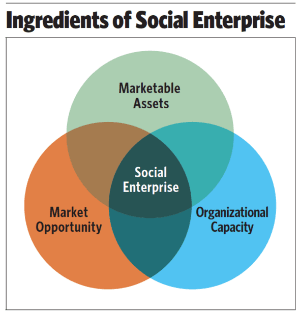 Ingredients of Social Enterprise
Marketable
Assets
Social
Enterprise
Market
Opportunity
Organizational
Capacity